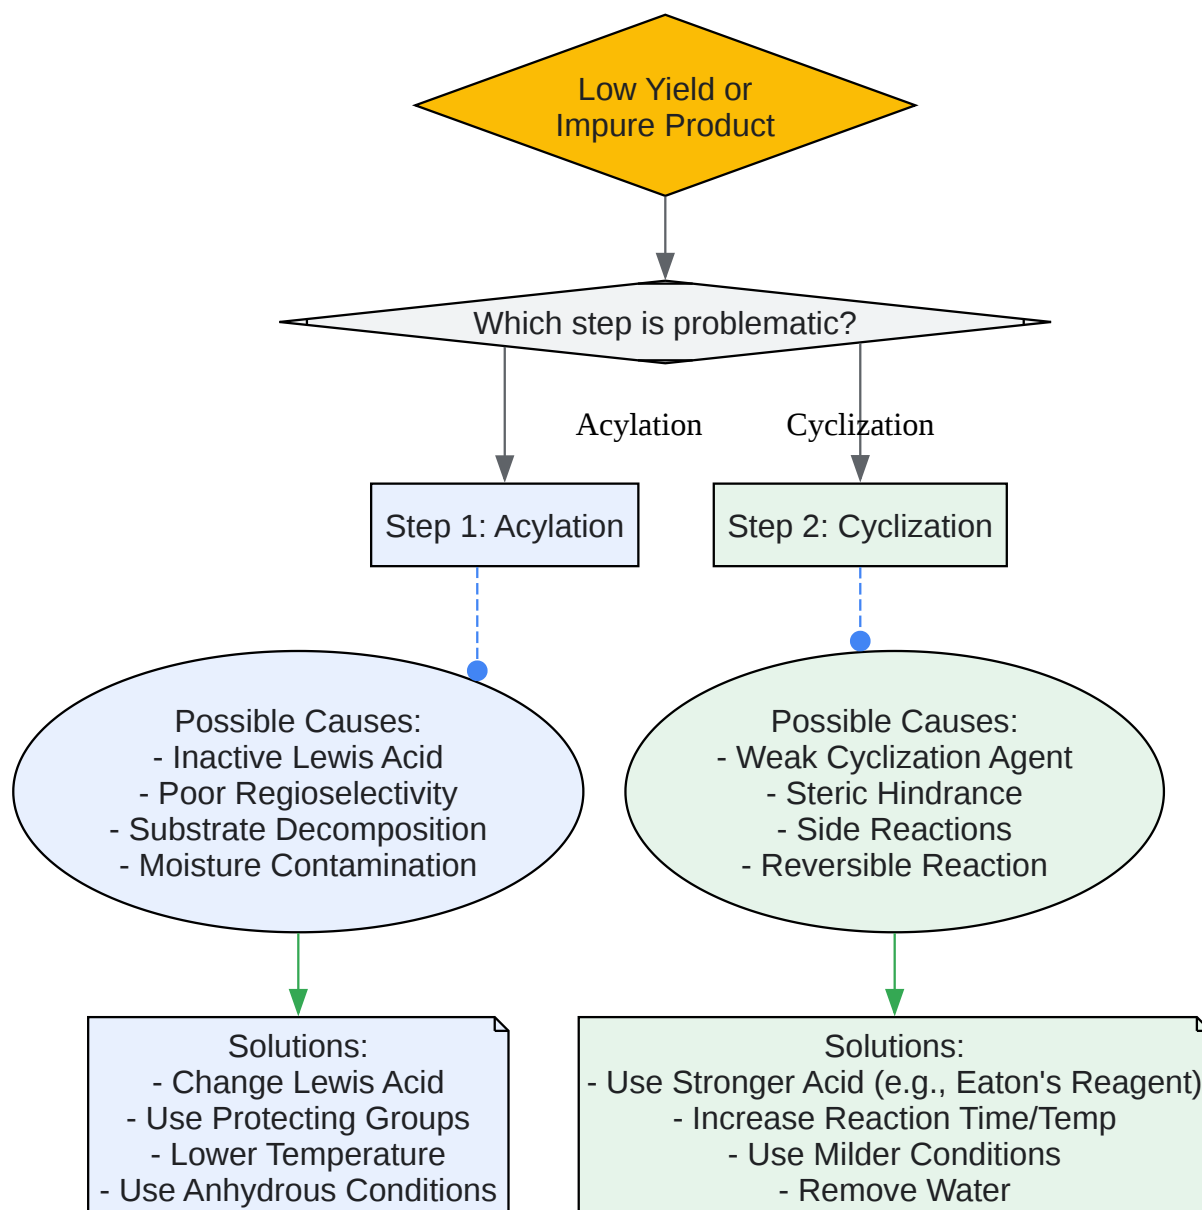 Low Yield or
Impure Product
Which step is problematic?
Acylation
Cyclization
Step 1: Acylation
Step 2: Cyclization
Possible Causes:
- Inactive Lewis Acid
- Poor Regioselectivity
- Substrate Decomposition
- Moisture Contamination
Possible Causes:
- Weak Cyclization Agent
- Steric Hindrance
- Side Reactions
- Reversible Reaction
Solutions:
- Change Lewis Acid
- Use Protecting Groups
- Lower Temperature
- Use Anhydrous Conditions
Solutions:
- Use Stronger Acid (e.g., Eaton's Reagent)
- Increase Reaction Time/Temp
- Use Milder Conditions
- Remove Water